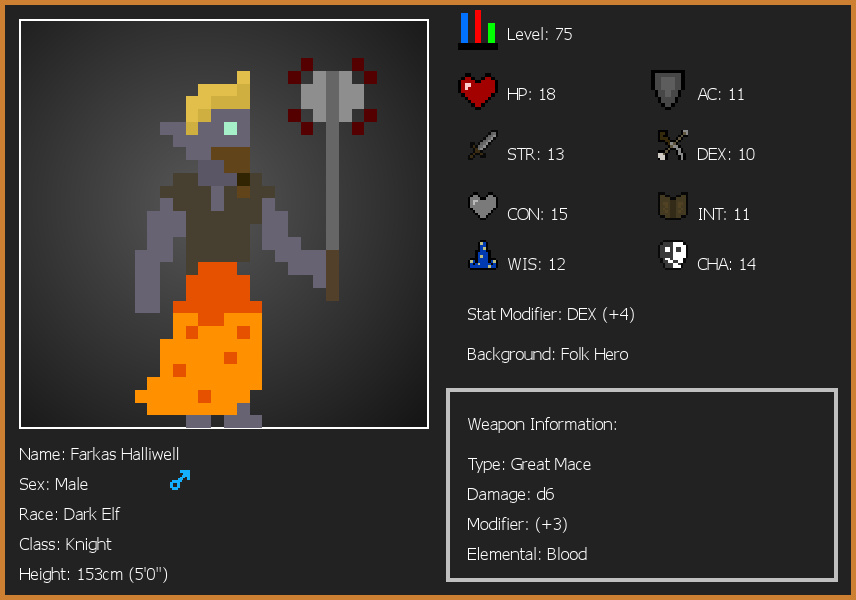 Level: 75
HP: 18
AC: 11
STR: 13
DEX: 10
CON: 15
INT: 11
WIS: 12
CHA: 14
Stat Modifier: DEX (+4)
Background: Folk Hero
Weapon Information:
Type: Great Mace
Damage: d6
Modifier: (+3)
Elemental: Blood
Name: Farkas Halliwell
Sex: Male
Race: Dark Elf
Class: Knight
Height: 153cm (5'0")